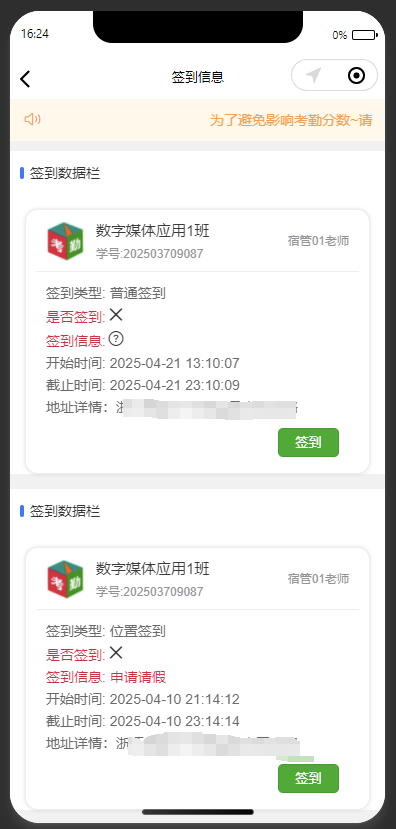 16:24
0%
签到信息
为了避免影响考勤分数~请
签到数据栏
考勤
数字媒体应用1班
宿管01老师
学号:202503709087
签到类型: 普通签到
是否签到:
签到信息:
开始时间: 2025-04-21 13:10:07
截止时间: 2025-04-21 23:10:09
地址详情：浙
签到
签到数据栏
考勤
数字媒体应用1班
宿管01老师
学号:202503709087
签到类型: 位置签到
是否签到:
签到信息: 申请请假
开始时间: 2025-04-10 21:14:12
截止时间: 2025-04-10 23:14:14
地址详情：浙
签到